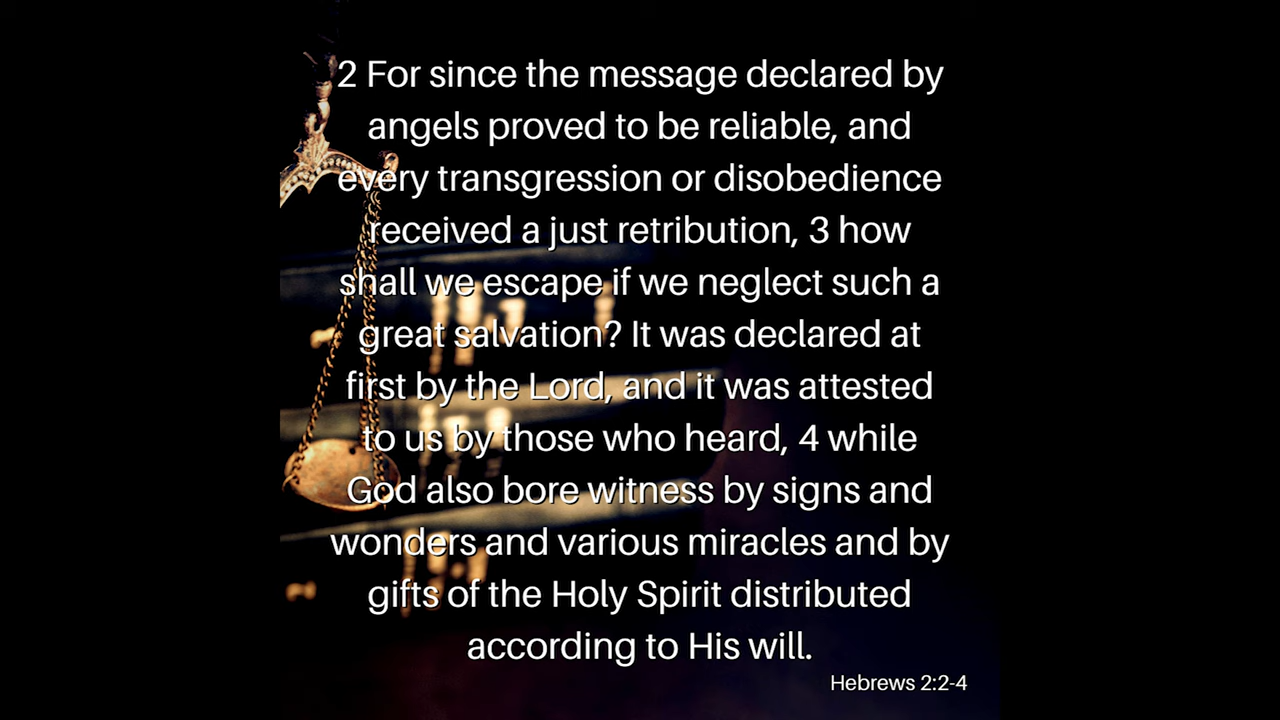 2 For since the message declared by
angels proved to be reliable, and
every transgression or disobedience
received a just retribution, 3 how
shall we escape if we neglect such a
great salvation? It was declared at
first by the Lord, and it was attested
to us by those who heard, 4 while
God also bore witness by signs and
wonders and various miracles and by
gifts of the Holy Spirit distributed
according to His will.
Hebrews 2:2-4